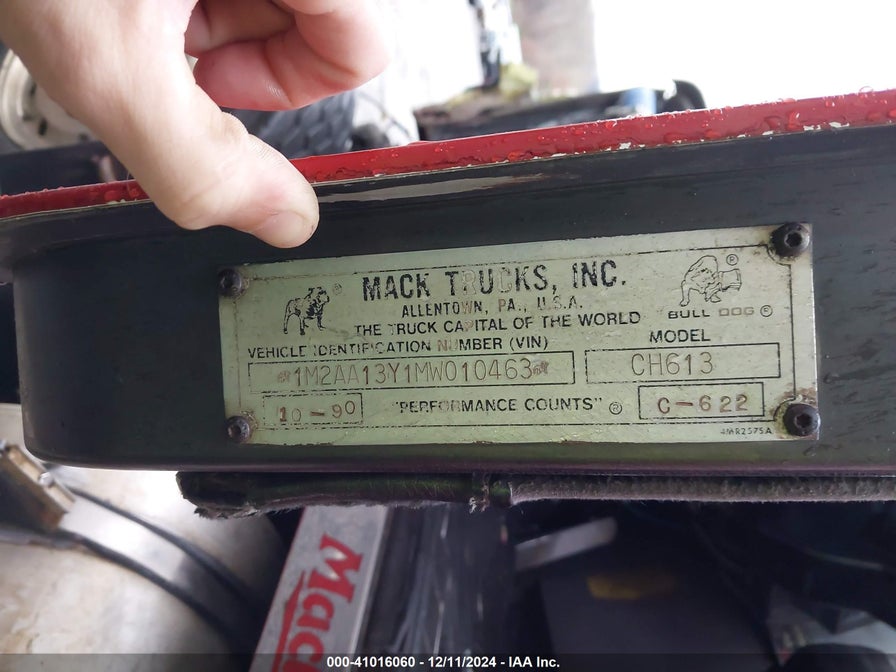 MACK TRUCKS, INC.
ALLENTOWN, PA., U.S.A.
THE TRUCK CAPITAL OF THE WORLD
BULL DOG ®
VEHICLE IDENTIFICATION NUMBER (VIN)
MODEL
1M2AA13Y1MW010463
CH613
10-90
"PERFORMANCE COUNTS" ®
C-622
4MR2575A
Mack
000-41016060 - 12/11/2024 - IAA Inc.